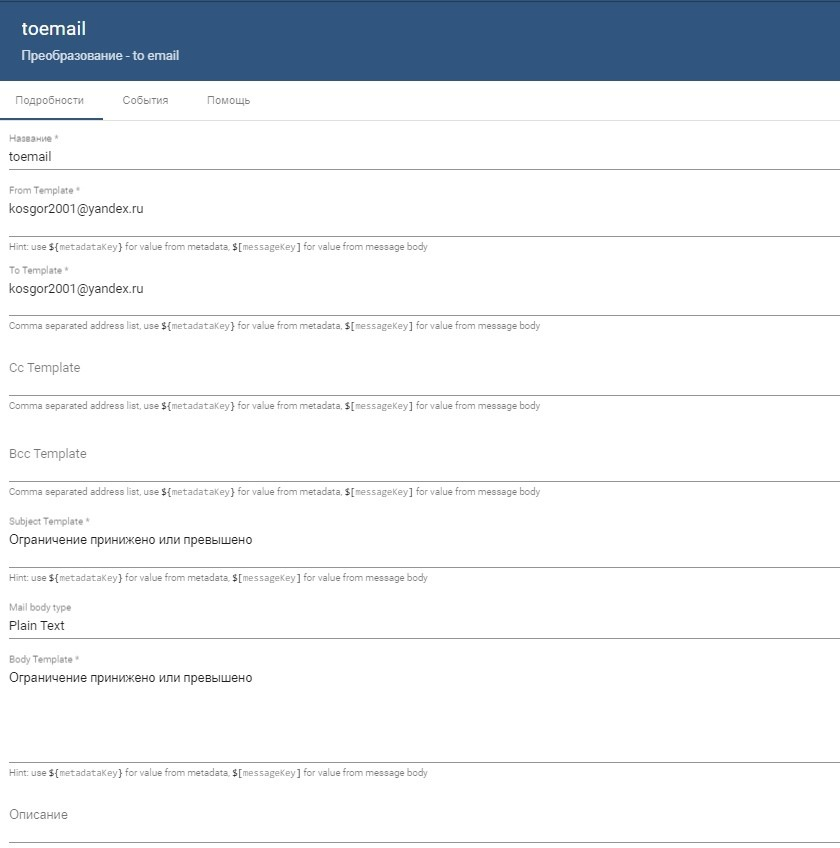 toemail
Преобразование - to email
Подробности События Помощь
Название *
toemail
From Template *
kosgor2001@yandex.ru
Hint: use ${metadataKey} for value from metadata, $[messageKey] for value from message body
To Template *
kosgor2001@yandex.ru
Comma separated address list, use ${metadataKey} for value from metadata, $[messageKey] for value from message body
Cc Template
Comma separated address list, use ${metadataKey} for value from metadata, $[messageKey] for value from message body
Bcc Template
Comma separated address list, use ${metadataKey} for value from metadata, $[messageKey] for value from message body
Subject Template *
Ограничение принижено или превышено
Hint: use ${metadataKey} for value from metadata, $[messageKey] for value from message body
Mail body type
Plain Text
Body Template *
Ограничение принижено или превышено
Hint: use ${metadataKey} for value from metadata, $[messageKey] for value from message body
Описание